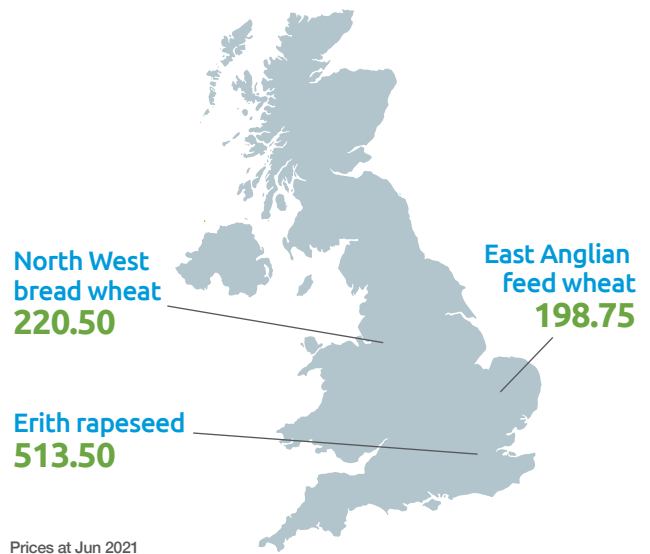 North West
bread wheat
220.50
East Anglian
feed wheat
198.75
Erith rapeseed
513.50
Prices at Jun 2021